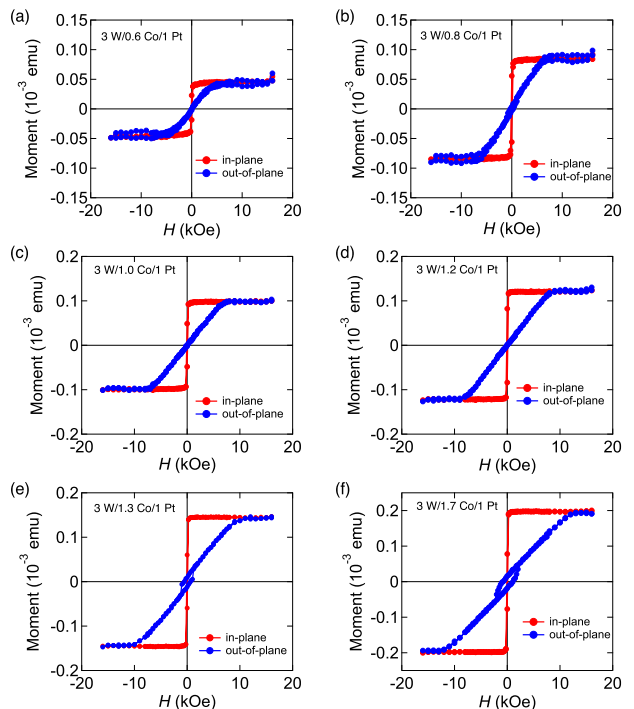 (a)
3 W/0.6 Co/1 Pt
Moment (10⁻³ emu)
0.15
0.10
0.05
0
-0.05
-0.10
-0.15
in-plane
out-of-plane
-20 -10 0 10 20
H (kOe)
(b)
3 W/0.8 Co/1 Pt
Moment (10⁻³ emu)
0.15
0.10
0.05
0
-0.05
-0.10
-0.15
in-plane
out-of-plane
-20 -10 0 10 20
H (kOe)
(c)
3 W/1.0 Co/1 Pt
Moment (10⁻³ emu)
0.2
0.1
0
-0.1
-0.2
in-plane
out-of-plane
-20 -10 0 10 20
H (kOe)
(d)
3 W/1.2 Co/1 Pt
Moment (10⁻³ emu)
0.2
0.1
0
-0.1
-0.2
in-plane
out-of-plane
-20 -10 0 10 20
H (kOe)
(e)
3 W/1.3 Co/1 Pt
Moment (10⁻³ emu)
0.2
0.1
0
-0.1
-0.2
in-plane
out-of-plane
-20 -10 0 10 20
H (kOe)
(f)
3 W/1.7 Co/1 Pt
Moment (10⁻³ emu)
0.2
0.1
0
-0.1
-0.2
in-plane
out-of-plane
-20 -10 0 10 20
H (kOe)